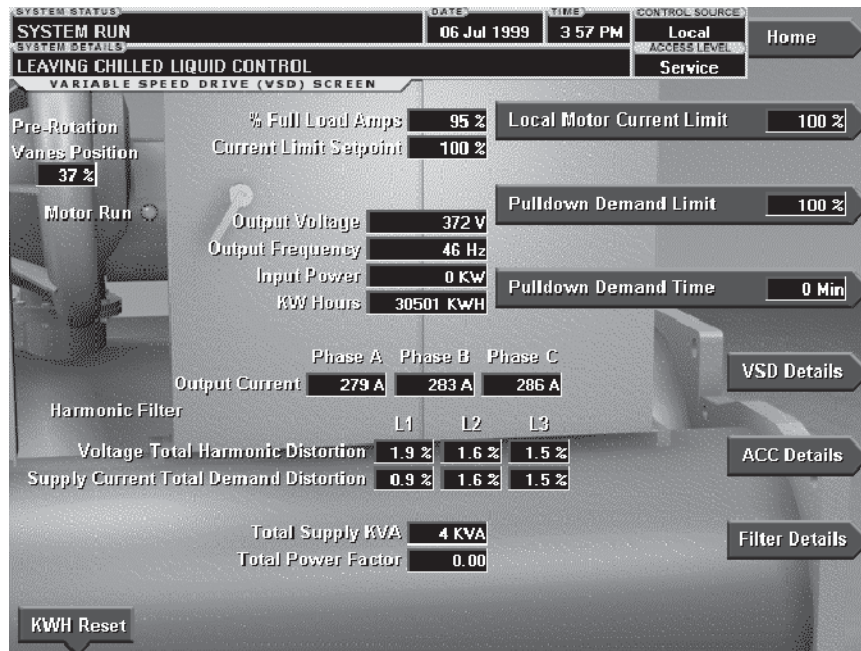 SYSTEM STATUS
SYSTEM RUN
DATE
06 Jul 1999
TIME
3 57 PM
CONTROL SOURCE
Local
Home
SYSTEM DETAILS
LEAVING CHILLED LIQUID CONTROL
ACCESS LEVEL
Service
VARIABLE SPEED DRIVE (VSD) SCREEN
Pre-Rotation
Vanes Position
37 %
Motor Run
% Full Load Amps 95 %
Current Limit Setpoint 100 %
Local Motor Current Limit 100 %
Output Voltage 372 V
Output Frequency 46 Hz
Input Power 0 KW
KW Hours 30501 KWH
Pulldown Demand Limit 100 %
Pulldown Demand Time 0 Min
Phase A Phase B Phase C
Output Current 279 A 283 A 286 A
VSD Details
Harmonic Filter
L1 L2 L3
Voltage Total Harmonic Distortion 1.9 % 1.6 % 1.5 %
Supply Current Total Demand Distortion 0.9 % 1.6 % 1.5 %
ACC Details
Total Supply KVA 4 KVA
Total Power Factor 0.00
Filter Details
KWH Reset